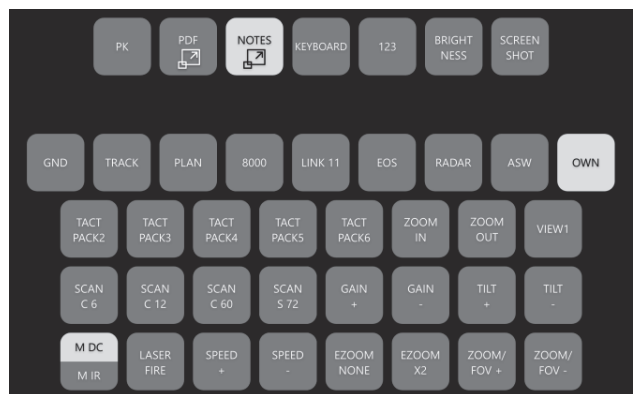 PK
PDF
NOTES
KEYBOARD
123
BRIGHT
NESS
SCREEN
SHOT
GND
TRACK
PLAN
8000
LINK 11
EOS
RADAR
ASW
OWN
TACT
PACK2
TACT
PACK3
TACT
PACK4
TACT
PACK5
TACT
PACK6
ZOOM
IN
ZOOM
OUT
VIEW1
SCAN
C 6
SCAN
C 12
SCAN
C 60
SCAN
S 72
GAIN
+
GAIN
-
TILT
+
TILT
-
M DC
M IR
LASER
FIRE
SPEED
+
SPEED
-
EZOOM
NONE
EZOOM
X2
ZOOM/
FOV +
ZOOM/
FOV -